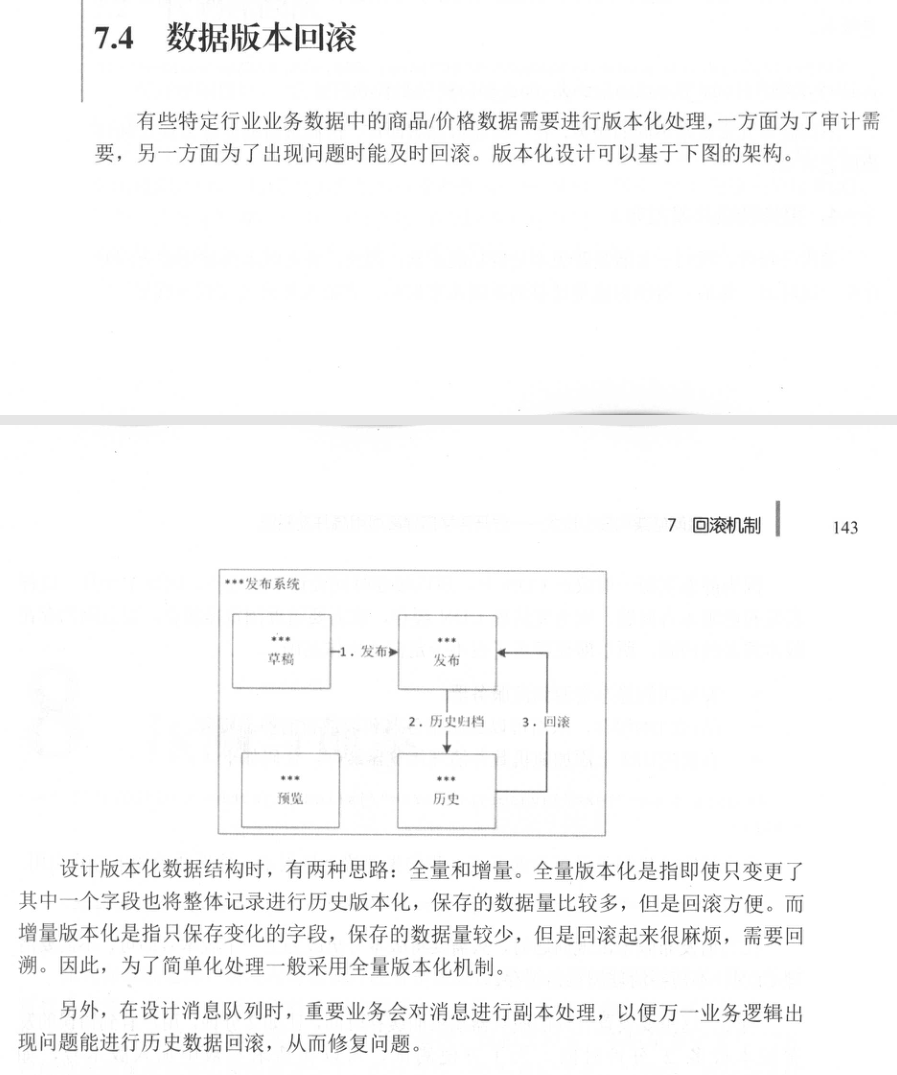 7.4 数据版本回滚
有些特定行业业务数据中的商品/价格数据需要进行版本化处理，一方面为了审计需
要，另一方面为了出现问题时能及时回滚。版本化设计可以基于下图的架构。
7 回滚机制 143
***发布系统
***
草稿
1．发布
***
发布
2．历史归档
3．回滚
***
预览
***
历史
设计版本化数据结构时，有两种思路：全量和增量。全量版本化是指即使只变更了
其中一个字段也将整体记录进行历史版本化，保存的数据量比较多，但是回滚方便。而
增量版本化是指只保存变化的字段，保存的数据量较少，但是回滚起来很麻烦，需要回
溯。因此，为了简单化处理一般采用全量版本化机制。
另外，在设计消息队列时，重要业务会对消息进行副本处理，以便万一业务逻辑出
现问题能进行历史数据回滚，从而修复问题。